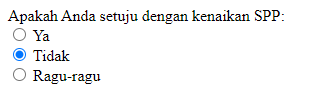 Apakah Anda setuju dengan kenaikan SPP:
Ya
Tidak
Ragu-ragu